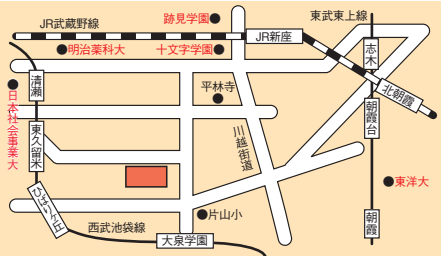 跡見学園
東武東上線
JR武蔵野線
JR新座
明治薬科大
十文字学園
志木
清瀬
平林寺
北朝霞
日本社会事業大
川越街道
朝霞台
東久留米
東洋大
ひばりヶ丘
片山小
朝霞
西武池袋線
大泉学園